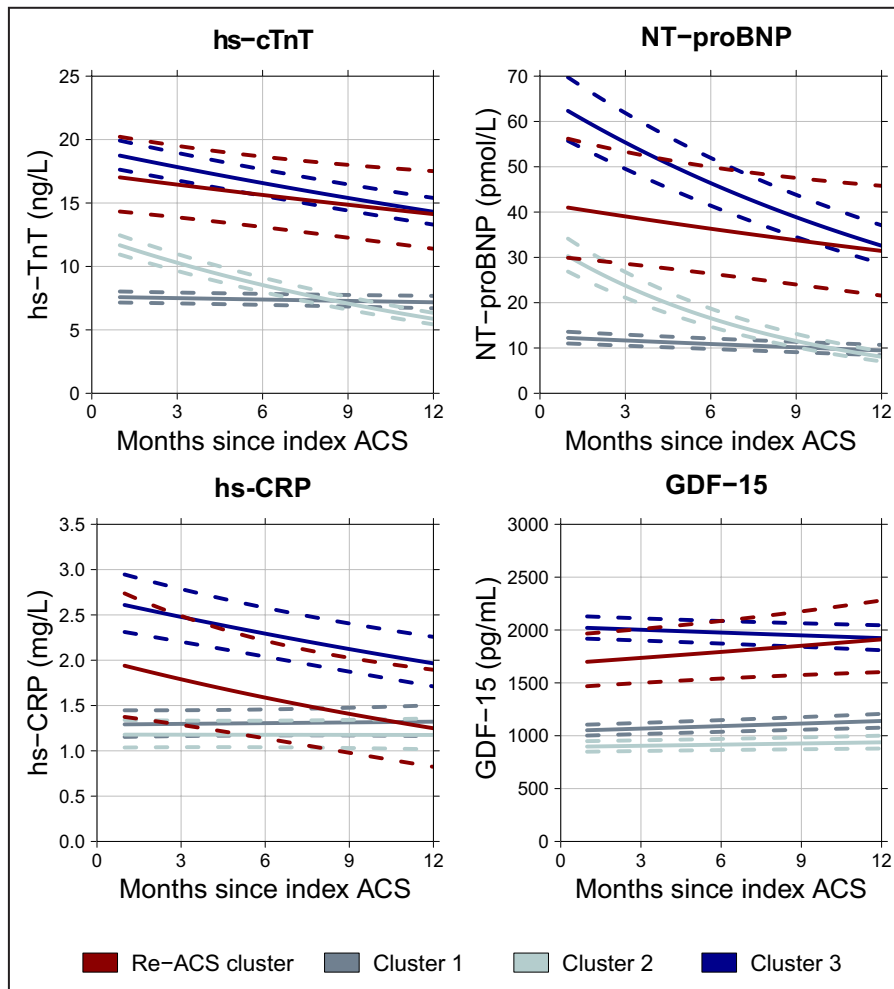 hs−cTnT
NT−proBNP
hs−TnT (ng/L)
25
20
15
10
5
0
0 3 6 9 12
Months since index ACS
NT−proBNP (pmol/L)
70
60
50
40
30
20
10
0
0 3 6 9 12
Months since index ACS
hs-CRP
GDF−15
hs−CRP (mg/L)
3.5
3.0
2.5
2.0
1.5
1.0
0.5
0.0
0 3 6 9 12
Months since index ACS
GDF−15 (pg/mL)
3000
2500
2000
1500
1000
500
0
0 3 6 9 12
Months since index ACS
Re−ACS cluster Cluster 1 Cluster 2 Cluster 3